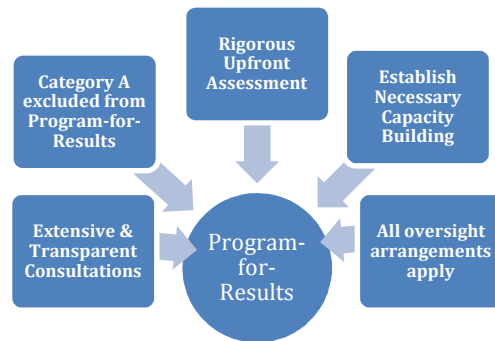 Rigorous
Upfront
Assessment
Category A
excluded from
Program-for-
Results
Establish
Necessary
Capacity
Building
Extensive &
Transparent
Consultations
Program-
for-
Results
All oversight
arrangements
apply